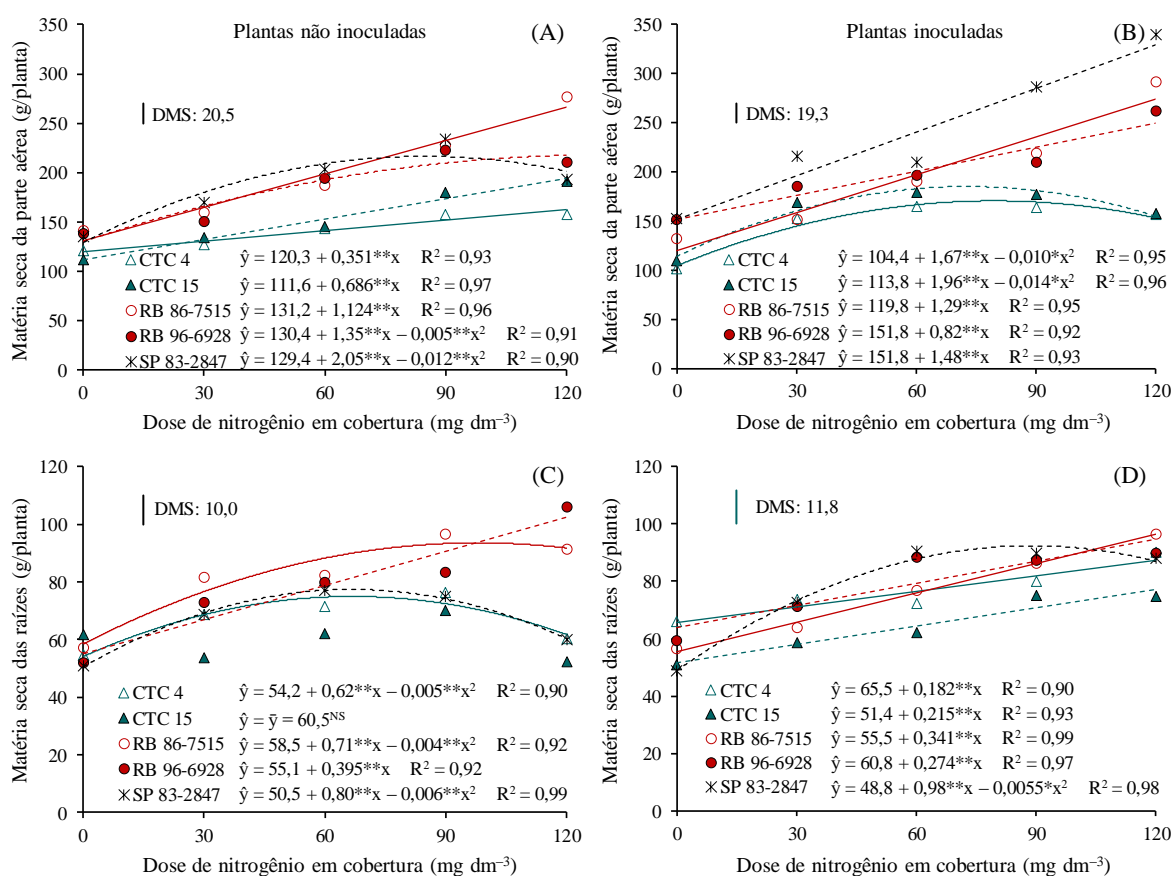 Plantas não inoculadas
(A)
DMS: 20,5
Matéria seca da parte aérea (g/planta)
350
300
250
200
150
100
50
0
CTC 4 ŷ = 120,3 + 0,351**x R² = 0,93
CTC 15 ŷ = 111,6 + 0,686**x R² = 0,97
RB 86-7515 ŷ = 131,2 + 1,124**x R² = 0,96
RB 96-6928 ŷ = 130,4 + 1,35**x – 0,005**x² R² = 0,91
SP 83-2847 ŷ = 129,4 + 2,05**x – 0,012**x² R² = 0,90
0 30 60 90 120
Dose de nitrogênio em cobertura (mg dm⁻³)
Plantas inoculadas
(B)
DMS: 19,3
Matéria seca da parte aérea (g/planta)
350
300
250
200
150
100
50
0
CTC 4 ŷ = 104,4 + 1,67**x – 0,010*x² R² = 0,95
CTC 15 ŷ = 113,8 + 1,96**x – 0,014*x² R² = 0,96
RB 86-7515 ŷ = 119,8 + 1,29**x R² = 0,95
RB 96-6928 ŷ = 151,8 + 0,82**x R² = 0,92
SP 83-2847 ŷ = 151,8 + 1,48**x R² = 0,93
0 30 60 90 120
Dose de nitrogênio em cobertura (mg dm⁻³)
(C)
DMS: 10,0
Matéria seca das raízes (g/planta)
120
100
80
60
40
20
0
CTC 4 ŷ = 54,2 + 0,62**x – 0,005**x² R² = 0,90
CTC 15 ŷ = ȳ = 60,5ᴺˢ
RB 86-7515 ŷ = 58,5 + 0,71**x – 0,004**x² R² = 0,92
RB 96-6928 ŷ = 55,1 + 0,395**x R² = 0,92
SP 83-2847 ŷ = 50,5 + 0,80**x – 0,006**x² R² = 0,99
0 30 60 90 120
Dose de nitrogênio em cobertura (mg dm⁻³)
(D)
DMS: 11,8
Matéria seca das raízes (g/planta)
120
100
80
60
40
20
0
CTC 4 ŷ = 65,5 + 0,182**x R² = 0,90
CTC 15 ŷ = 51,4 + 0,215**x R² = 0,93
RB 86-7515 ŷ = 55,5 + 0,341**x R² = 0,99
RB 96-6928 ŷ = 60,8 + 0,274**x R² = 0,97
SP 83-2847 ŷ = 48,8 + 0,98**x – 0,0055*x² R² = 0,98
0 30 60 90 120
Dose de nitrogênio em cobertura (mg dm⁻³)